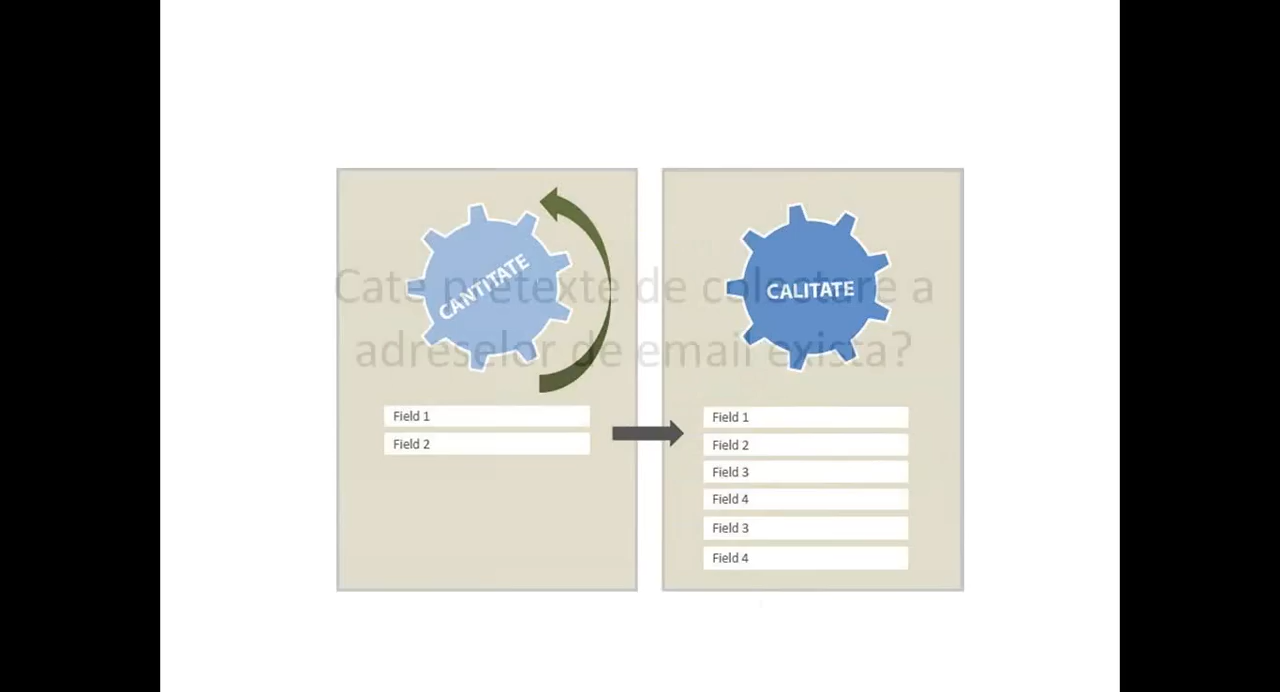 CANTITATE
CALITATE
Cate pretexte de colectare a
adreselor de email exista?
Field 1
Field 2
Field 1
Field 2
Field 3
Field 4
Field 3
Field 4